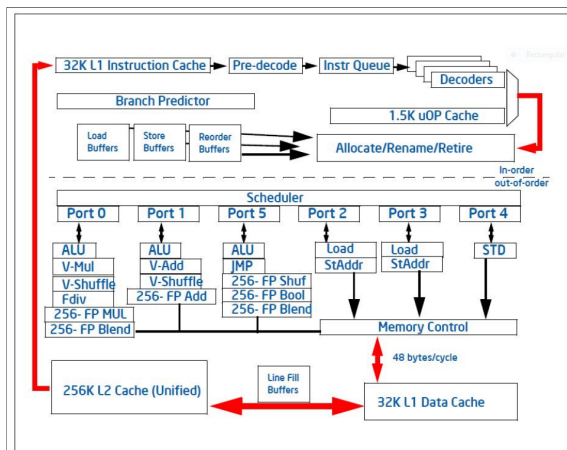 32K L1 Instruction Cache
Pre-decode
Instr Queue
Decoders
Branch Predictor
1.5K uOP Cache
Load
Buffers
Store
Buffers
Reorder
Buffers
Allocate/Rename/Retire
In-order
out-of-order
Scheduler
Port 0
Port 1
Port 5
Port 2
Port 3
Port 4
ALU
V-Mul
V-Shuffle
Fdiv
256- FP MUL
256- FP Blend
ALU
V-Add
V-Shuffle
256- FP Add
ALU
JMP
256- FP Shuf
256- FP Bool
256- FP Blend
Load
StAddr
Load
StAddr
STD
Memory Control
48 bytes/cycle
256K L2 Cache (Unified)
Line Fill
Buffers
32K L1 Data Cache